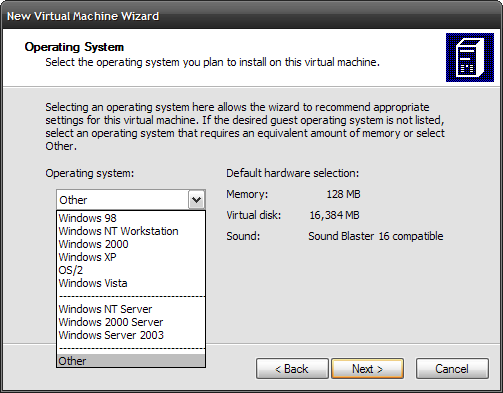 New Virtual Machine Wizard
Operating System
Select the operating system you plan to install on this virtual machine.
Selecting an operating system here allows the wizard to recommend appropriate
settings for this virtual machine. If the desired guest operating system is not listed,
select an operating system that requires an equivalent amount of memory or select
Other.
Operating system:
Other
Windows 98
Windows NT Workstation
Windows 2000
Windows XP
OS/2
Windows Vista
Windows NT Server
Windows 2000 Server
Windows Server 2003
Other
Default hardware selection:
Memory: 128 MB
Virtual disk: 16,384 MB
Sound: Sound Blaster 16 compatible
< Back
Next >
Cancel